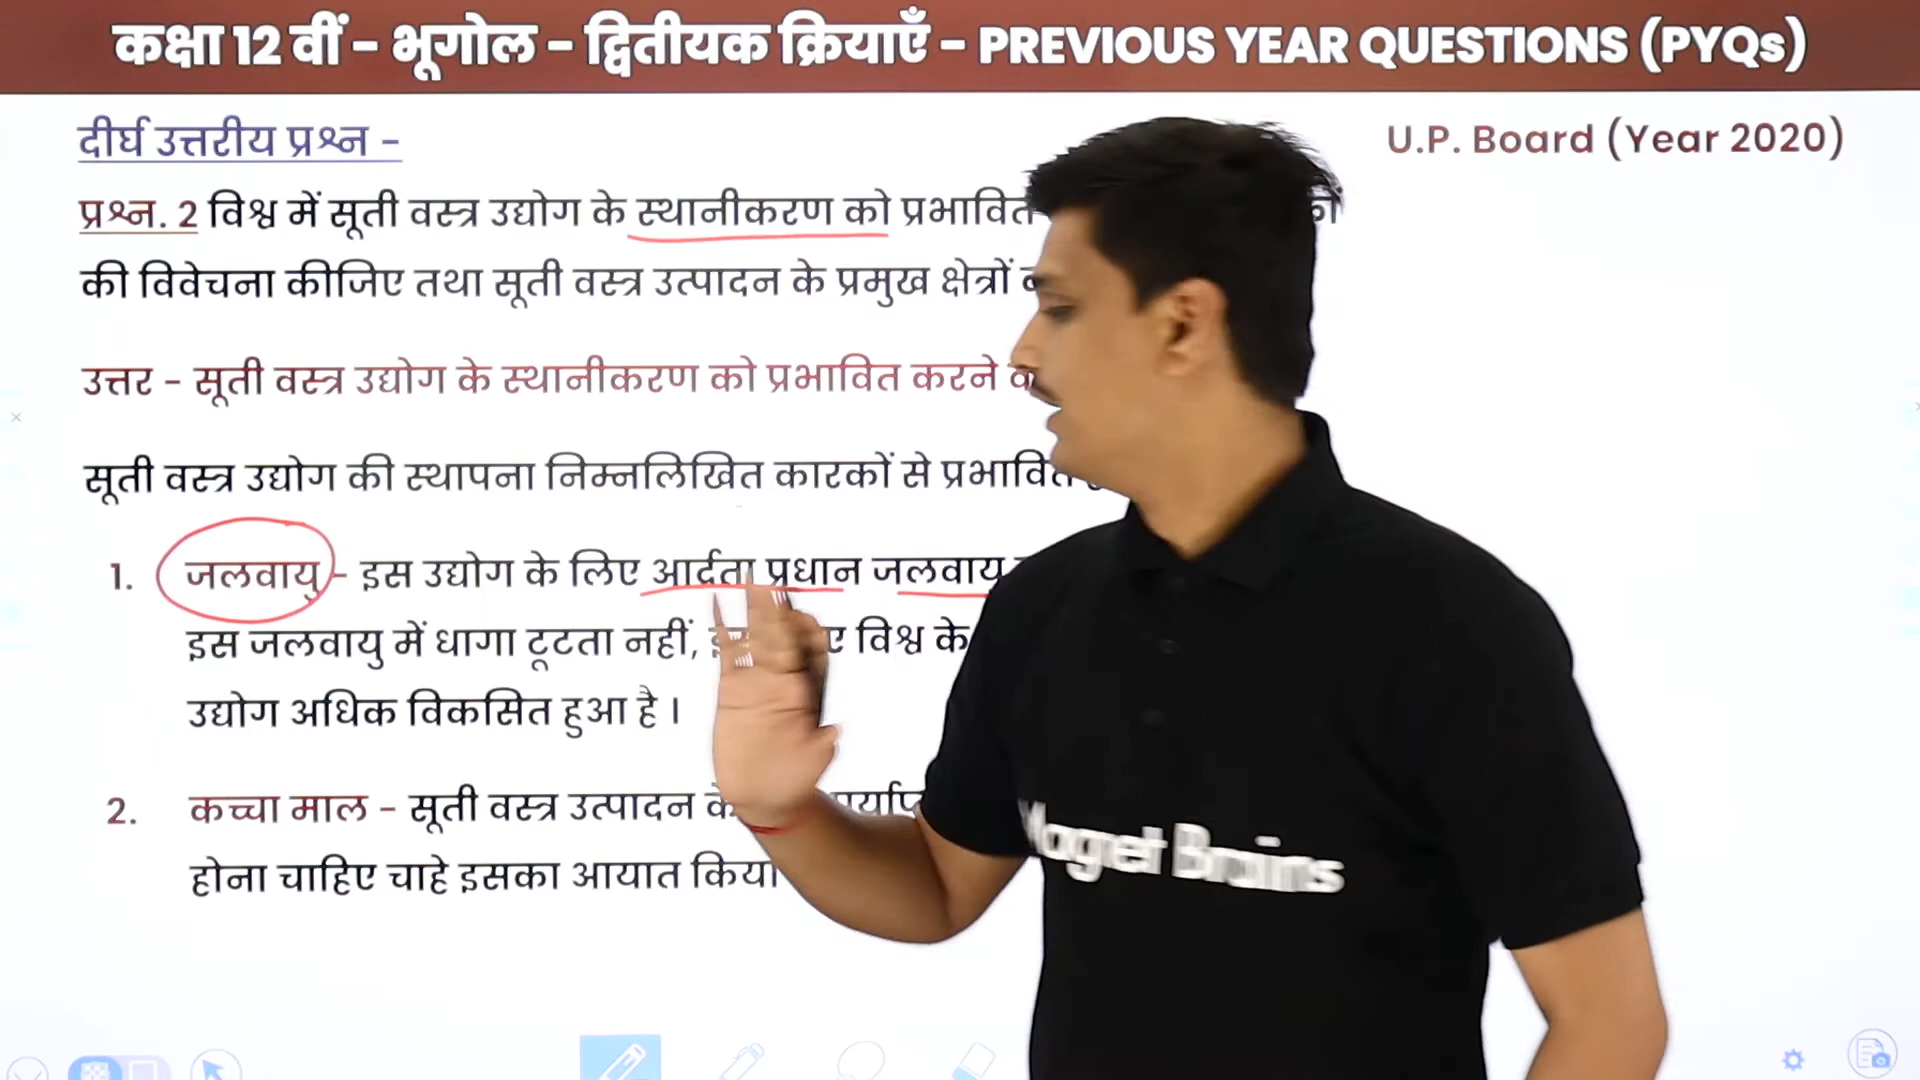 कक्षा 12 वीं - भूगोल - द्वितीयक क्रियाएँ - PREVIOUS YEAR QUESTIONS (PYQs)
दीर्घ उत्तरीय प्रश्न -
U.P. Board (Year 2020)
प्रश्न. 2 विश्व में सूती वस्त्र उद्योग के स्थानीकरण को प्रभावित
की विवेचना कीजिए तथा सूती वस्त्र उत्पादन के प्रमुख क्षेत्रों
उत्तर - सूती वस्त्र उद्योग के स्थानीकरण को प्रभावित करने
सूती वस्त्र उद्योग की स्थापना निम्नलिखित कारकों से प्रभावित
1. जलवायु - इस उद्योग के लिए आर्दता प्रधान जलवायु
इस जलवायु में धागा टूटता नहीं, विश्व के
उद्योग अधिक विकसित हुआ है ।
2. कच्चा माल - सूती वस्त्र उत्पादन
होना चाहिए चाहे इसका आयात किया
Magnet Brains